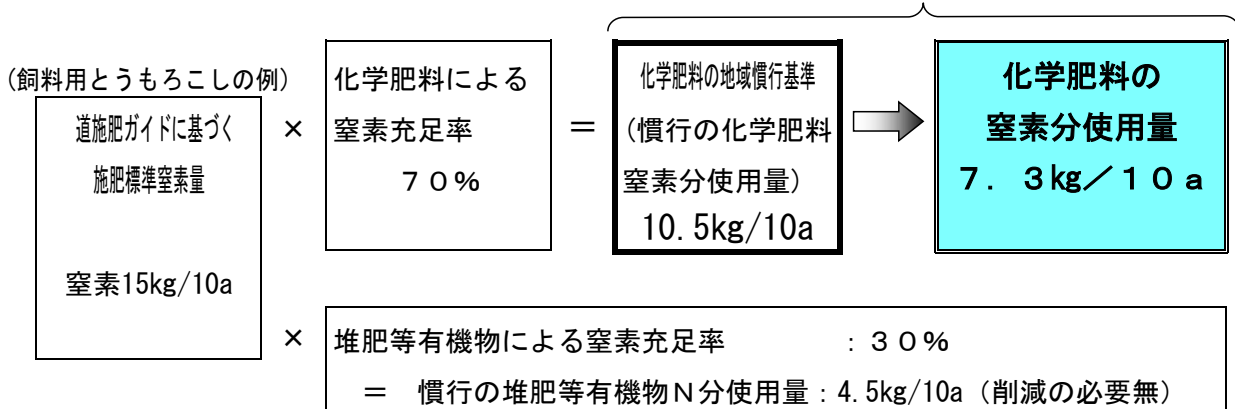 (飼料用とうもろこしの例)
道施肥ガイドに基づく
施肥標準窒素量
窒素15kg/10a
×
化学肥料による
窒素充足率
７０%
＝
化学肥料の地域慣行基準
(慣行の化学肥料
窒素分使用量)
10.5kg/10a
化学肥料の
窒素分使用量
７．３㎏／１０ａ
×
堆肥等有機物による窒素充足率 ：３０％
＝ 慣行の堆肥等有機物Ｎ分使用量：4.5kg/10a (削減の必要無)